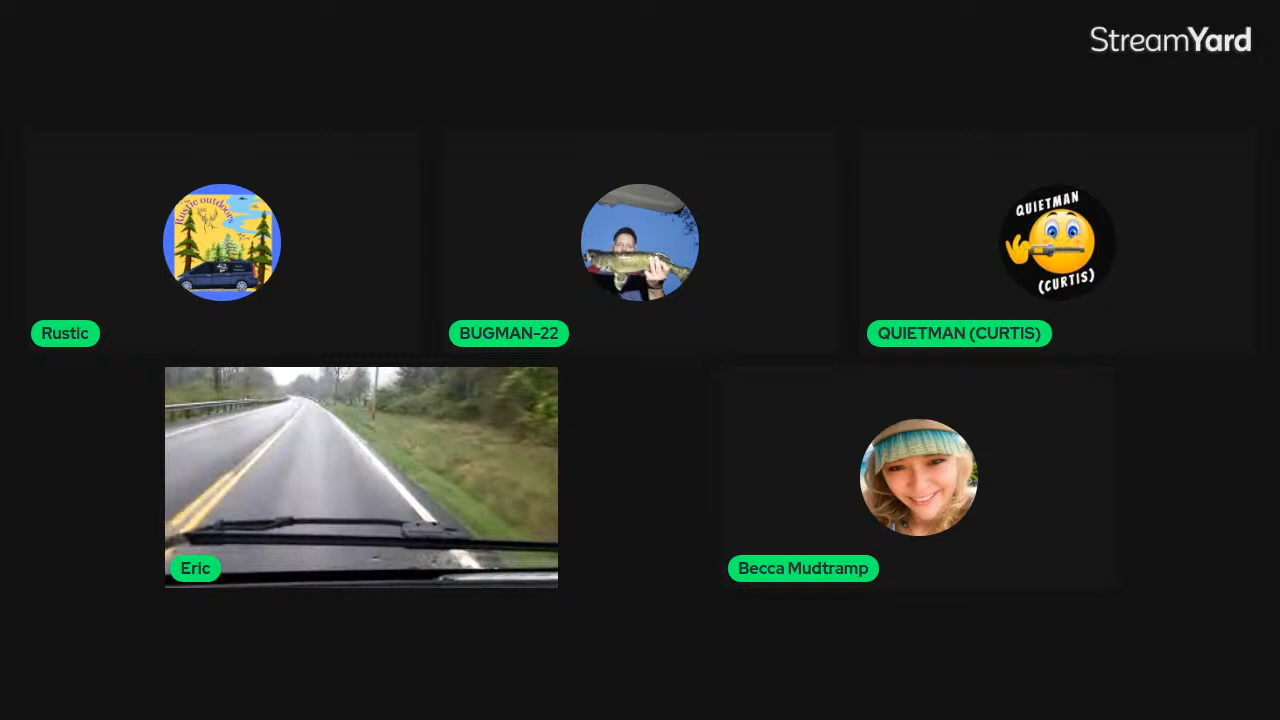 StreamYard
Rustic outdoors
QUIETMAN
(CURTIS)
Rustic
BUGMAN-22
QUIETMAN (CURTIS)
Eric
Becca Mudtramp